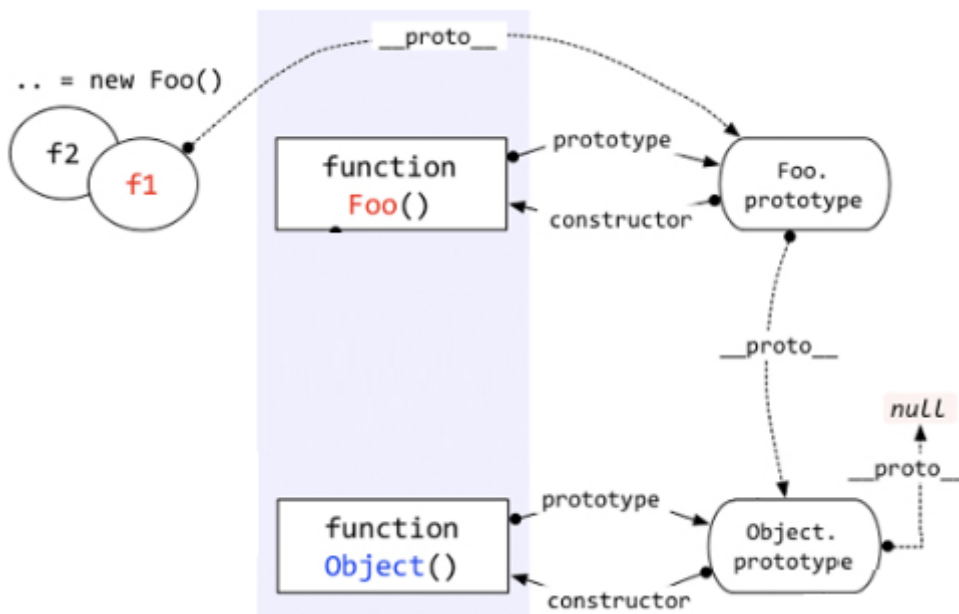 __proto__
.. = new Foo()
f2
f1
function
Foo()
prototype
constructor
Foo.
prototype
__proto__
null
__proto__
function
Object()
prototype
constructor
Object.
prototype